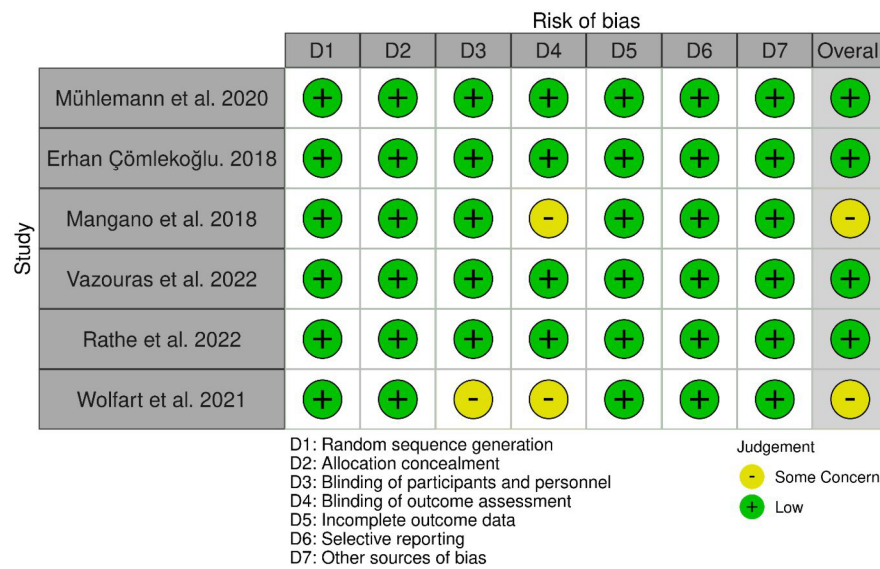 Risk of bias
D1 D2 D3 D4 D5 D6 D7 Overal
Study
Mühlemann et al. 2020 + + + + + + + +
Erhan Çömlekoğlu. 2018 + + + + + + + +
Mangano et al. 2018 + + + - + + + -
Vazouras et al. 2022 + + + + + + + +
Rathe et al. 2022 + + + + + + + +
Wolfart et al. 2021 + + - - + + + -
D1: Random sequence generation
D2: Allocation concealment
D3: Blinding of participants and personnel
D4: Blinding of outcome assessment
D5: Incomplete outcome data
D6: Selective reporting
D7: Other sources of bias
Judgement
- Some Concern
+ Low